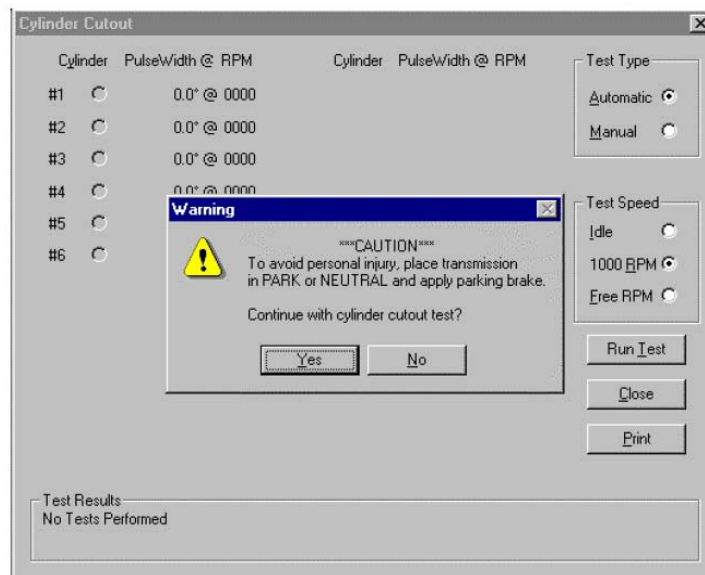 Cylinder Cutout
Cylinder PulseWidth @ RPM
Cylinder PulseWidth @ RPM
#1 0.0° @ 0000
#2 0.0° @ 0000
#3 0.0° @ 0000
#4 0.0° @ 0000
#5
#6
Test Type
Automatic
Manual
Test Speed
Idle
1000 RPM
Free RPM
Run Test
Close
Print
Warning
***CAUTION***
To avoid personal injury, place transmission
in PARK or NEUTRAL and apply parking brake.
Continue with cylinder cutout test?
Yes
No
Test Results
No Tests Performed